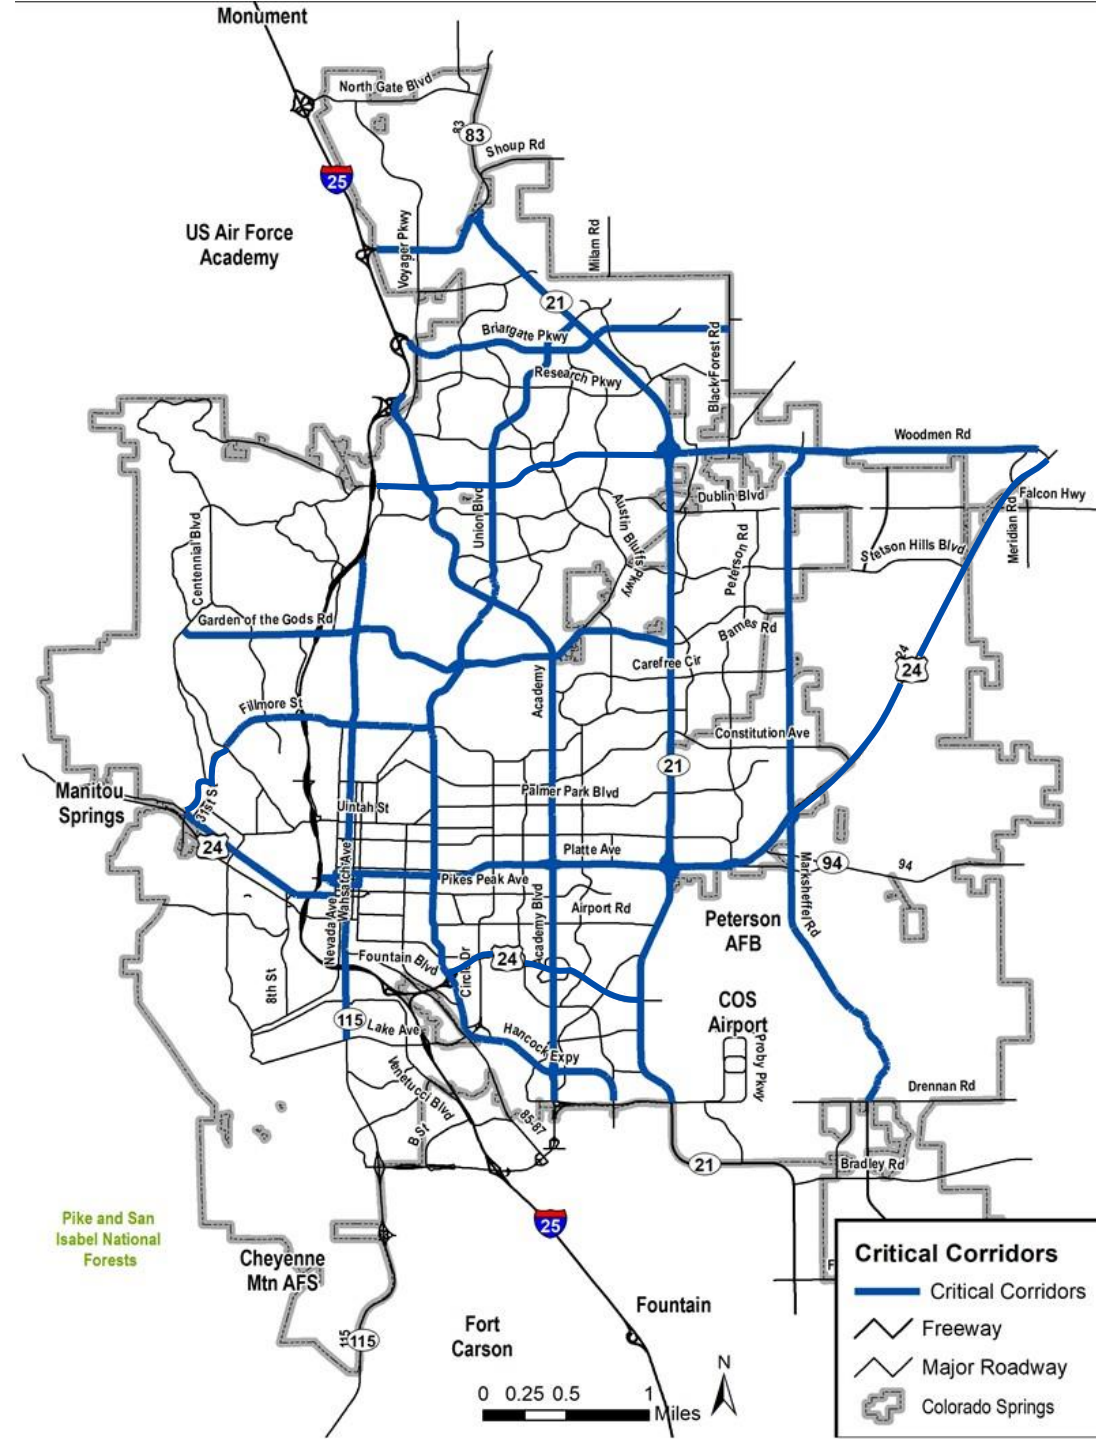 Monument
North Gate Blvd
83
83
Shoup Rd
25
US Air Force
Academy
Voyager Pkwy
Milam Rd
21
Briargate Pkwy
Black Forest Rd
Research Pkwy
Woodmen Rd
Union Blvd
Dublin Blvd
Falcon Hwy
Meridian Rd
Centennial Blvd
Austin Bluffs Pkwy
Peterson Rd
Stetson Hills Blvd
Garden of the Gods Rd
Barnes Rd
Carefree Cir
24
24
Academy
Fillmore St
Constitution Ave
21
Manitou
Springs
31st St
Uintah St
Palmer Park Blvd
24
Platte Ave
94
94
Pikes Peak Ave
Nevada Ave
Wahsatch Ave
Airport Rd
Academy Blvd
Marksheffel Rd
Peterson
AFB
Fountain Blvd
Circle Dr
24
8th St
COS
Airport
115
Lake Ave
Hancock Expy
Proby Pkwy
Venetucci Blvd
B St
85-87
Drennan Rd
21
Bradley Rd
Pike and San
Isabel National
Forests
25
Cheyenne
Mtn AFS
F
Fountain
Fort
Carson
115
115
N
0 0.25 0.5 1
Miles
Critical Corridors
Critical Corridors
Freeway
Major Roadway
Colorado Springs